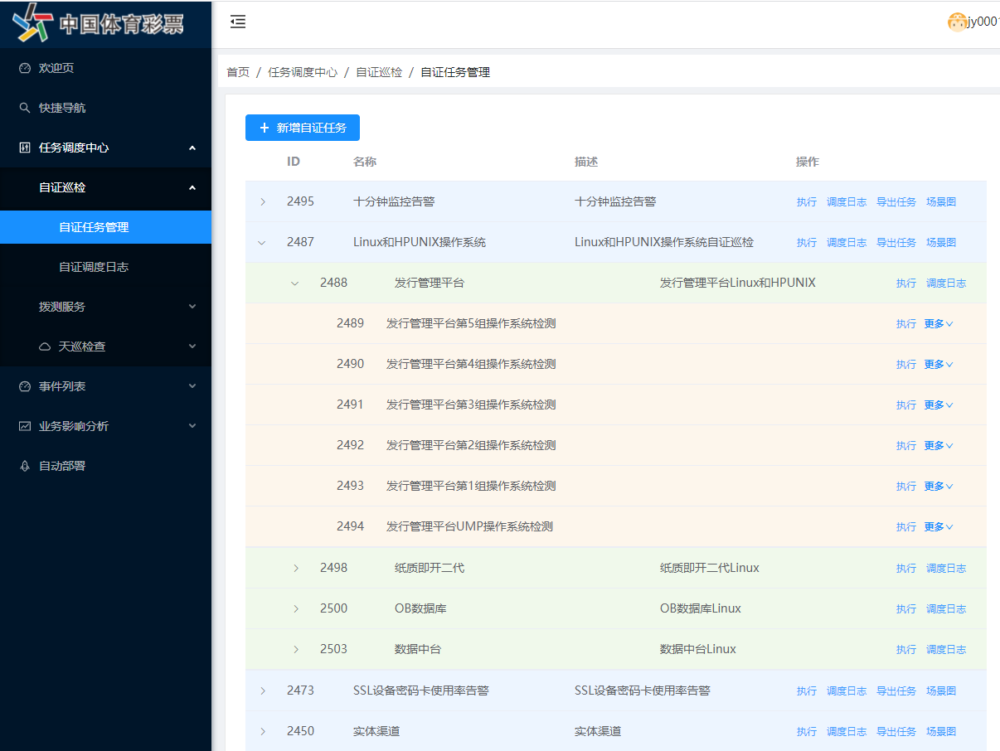 中国体育彩票
jy0001
首页 / 任务调度中心 / 自证巡检 / 自证任务管理
欢迎页
快捷导航
任务调度中心
自证巡检
自证任务管理
自证调度日志
拨测服务
天巡检查
事件列表
业务影响分析
自动部署
+ 新增自证任务
ID 名称 描述 操作
2495 十分钟监控告警 十分钟监控告警 执行 调度日志 导出任务 场景图
2487 Linux和HPUNIX操作系统 Linux和HPUNIX操作系统自证巡检 执行 调度日志 导出任务 场景图
2488 发行管理平台 发行管理平台Linux和HPUNIX 执行 调度日志
2489 发行管理平台第5组操作系统检测 执行 更多
2490 发行管理平台第4组操作系统检测 执行 更多
2491 发行管理平台第3组操作系统检测 执行 更多
2492 发行管理平台第2组操作系统检测 执行 更多
2493 发行管理平台第1组操作系统检测 执行 更多
2494 发行管理平台UMP操作系统检测 执行 更多
2498 纸质即开二代 纸质即开二代Linux 执行 调度日志
2500 OB数据库 OB数据库Linux 执行 调度日志
2503 数据中台 数据中台Linux 执行 调度日志
2473 SSL设备密码卡使用率告警 SSL设备密码卡使用率告警 执行 调度日志 导出任务 场景图
2450 实体渠道 实体渠道 执行 调度日志 导出任务 场景图